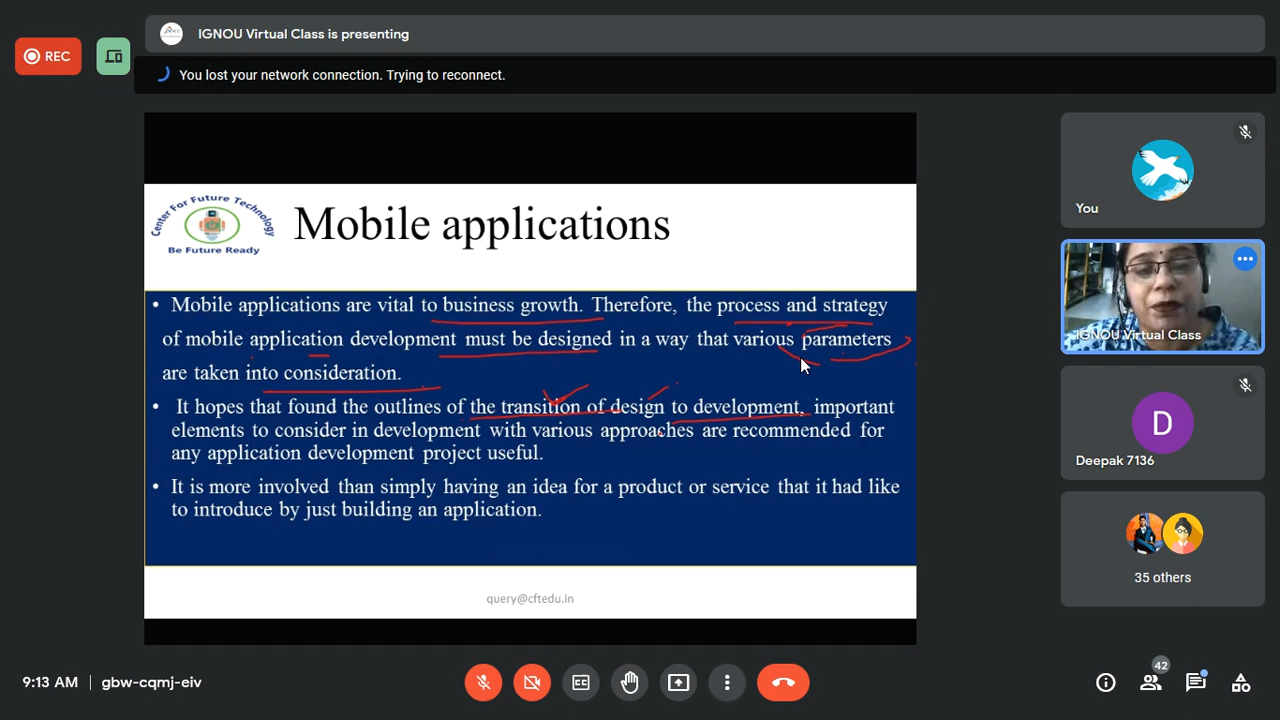 REC
IGNOU Virtual Class is presenting
You lost your network connection. Trying to reconnect.
Center For Future Technology
Be Future Ready
Mobile applications
• Mobile applications are vital to business growth. Therefore, the process and strategy
of mobile application development must be designed in a way that various parameters
are taken into consideration.
• It hopes that found the outlines of the transition of design to development, important
elements to consider in development with various approaches are recommended for
any application development project useful.
• It is more involved than simply having an idea for a product or service that it had like
to introduce by just building an application.
query@cftedu.in
You
IGNOU Virtual Class
D
Deepak 7136
35 others
9:13 AM | gbw-cqmj-eiv
42